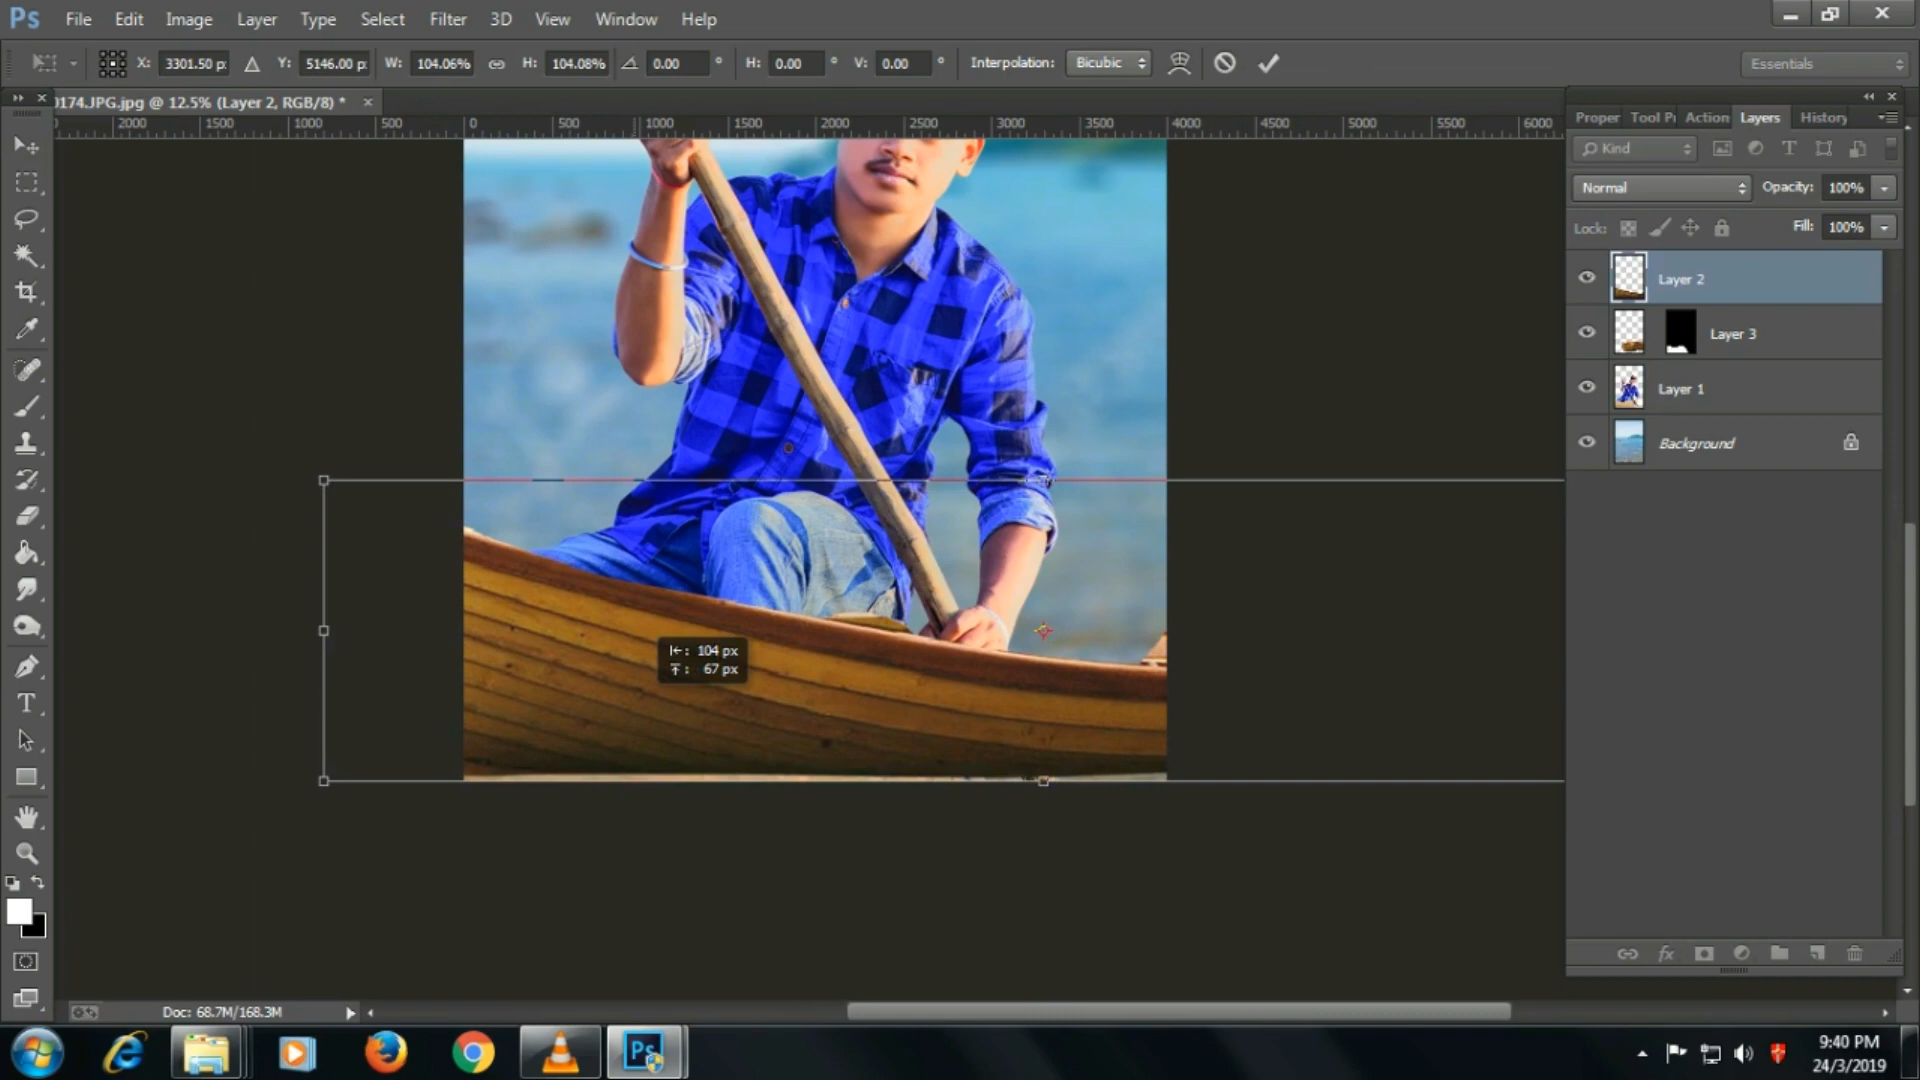 Ps File Edit Image Layer Type Select Filter 3D View Window Help
X: 3301.50 p Y: 5146.00 p W: 104.06% H: 104.08% 0.00 ° H: 0.00 ° V: 0.00 ° Interpolation: Bicubic Essentials
0174.JPG.jpg @ 12.5% (Layer 2, RGB/8) * ×
2000 1500 1000 500 0 500 1000 1500 2000 2500 3000 3500 4000 4500 5000 5500 6000
Proper Tool Pr Action Layers History
Kind
Normal Opacity: 100%
Lock: Fill: 100%
Layer 2
Layer 3
Layer 1
Background
104 px
67 px
T
Doc: 68.7M/168.3M
fx
Ps
9:40 PM
24/3/2019